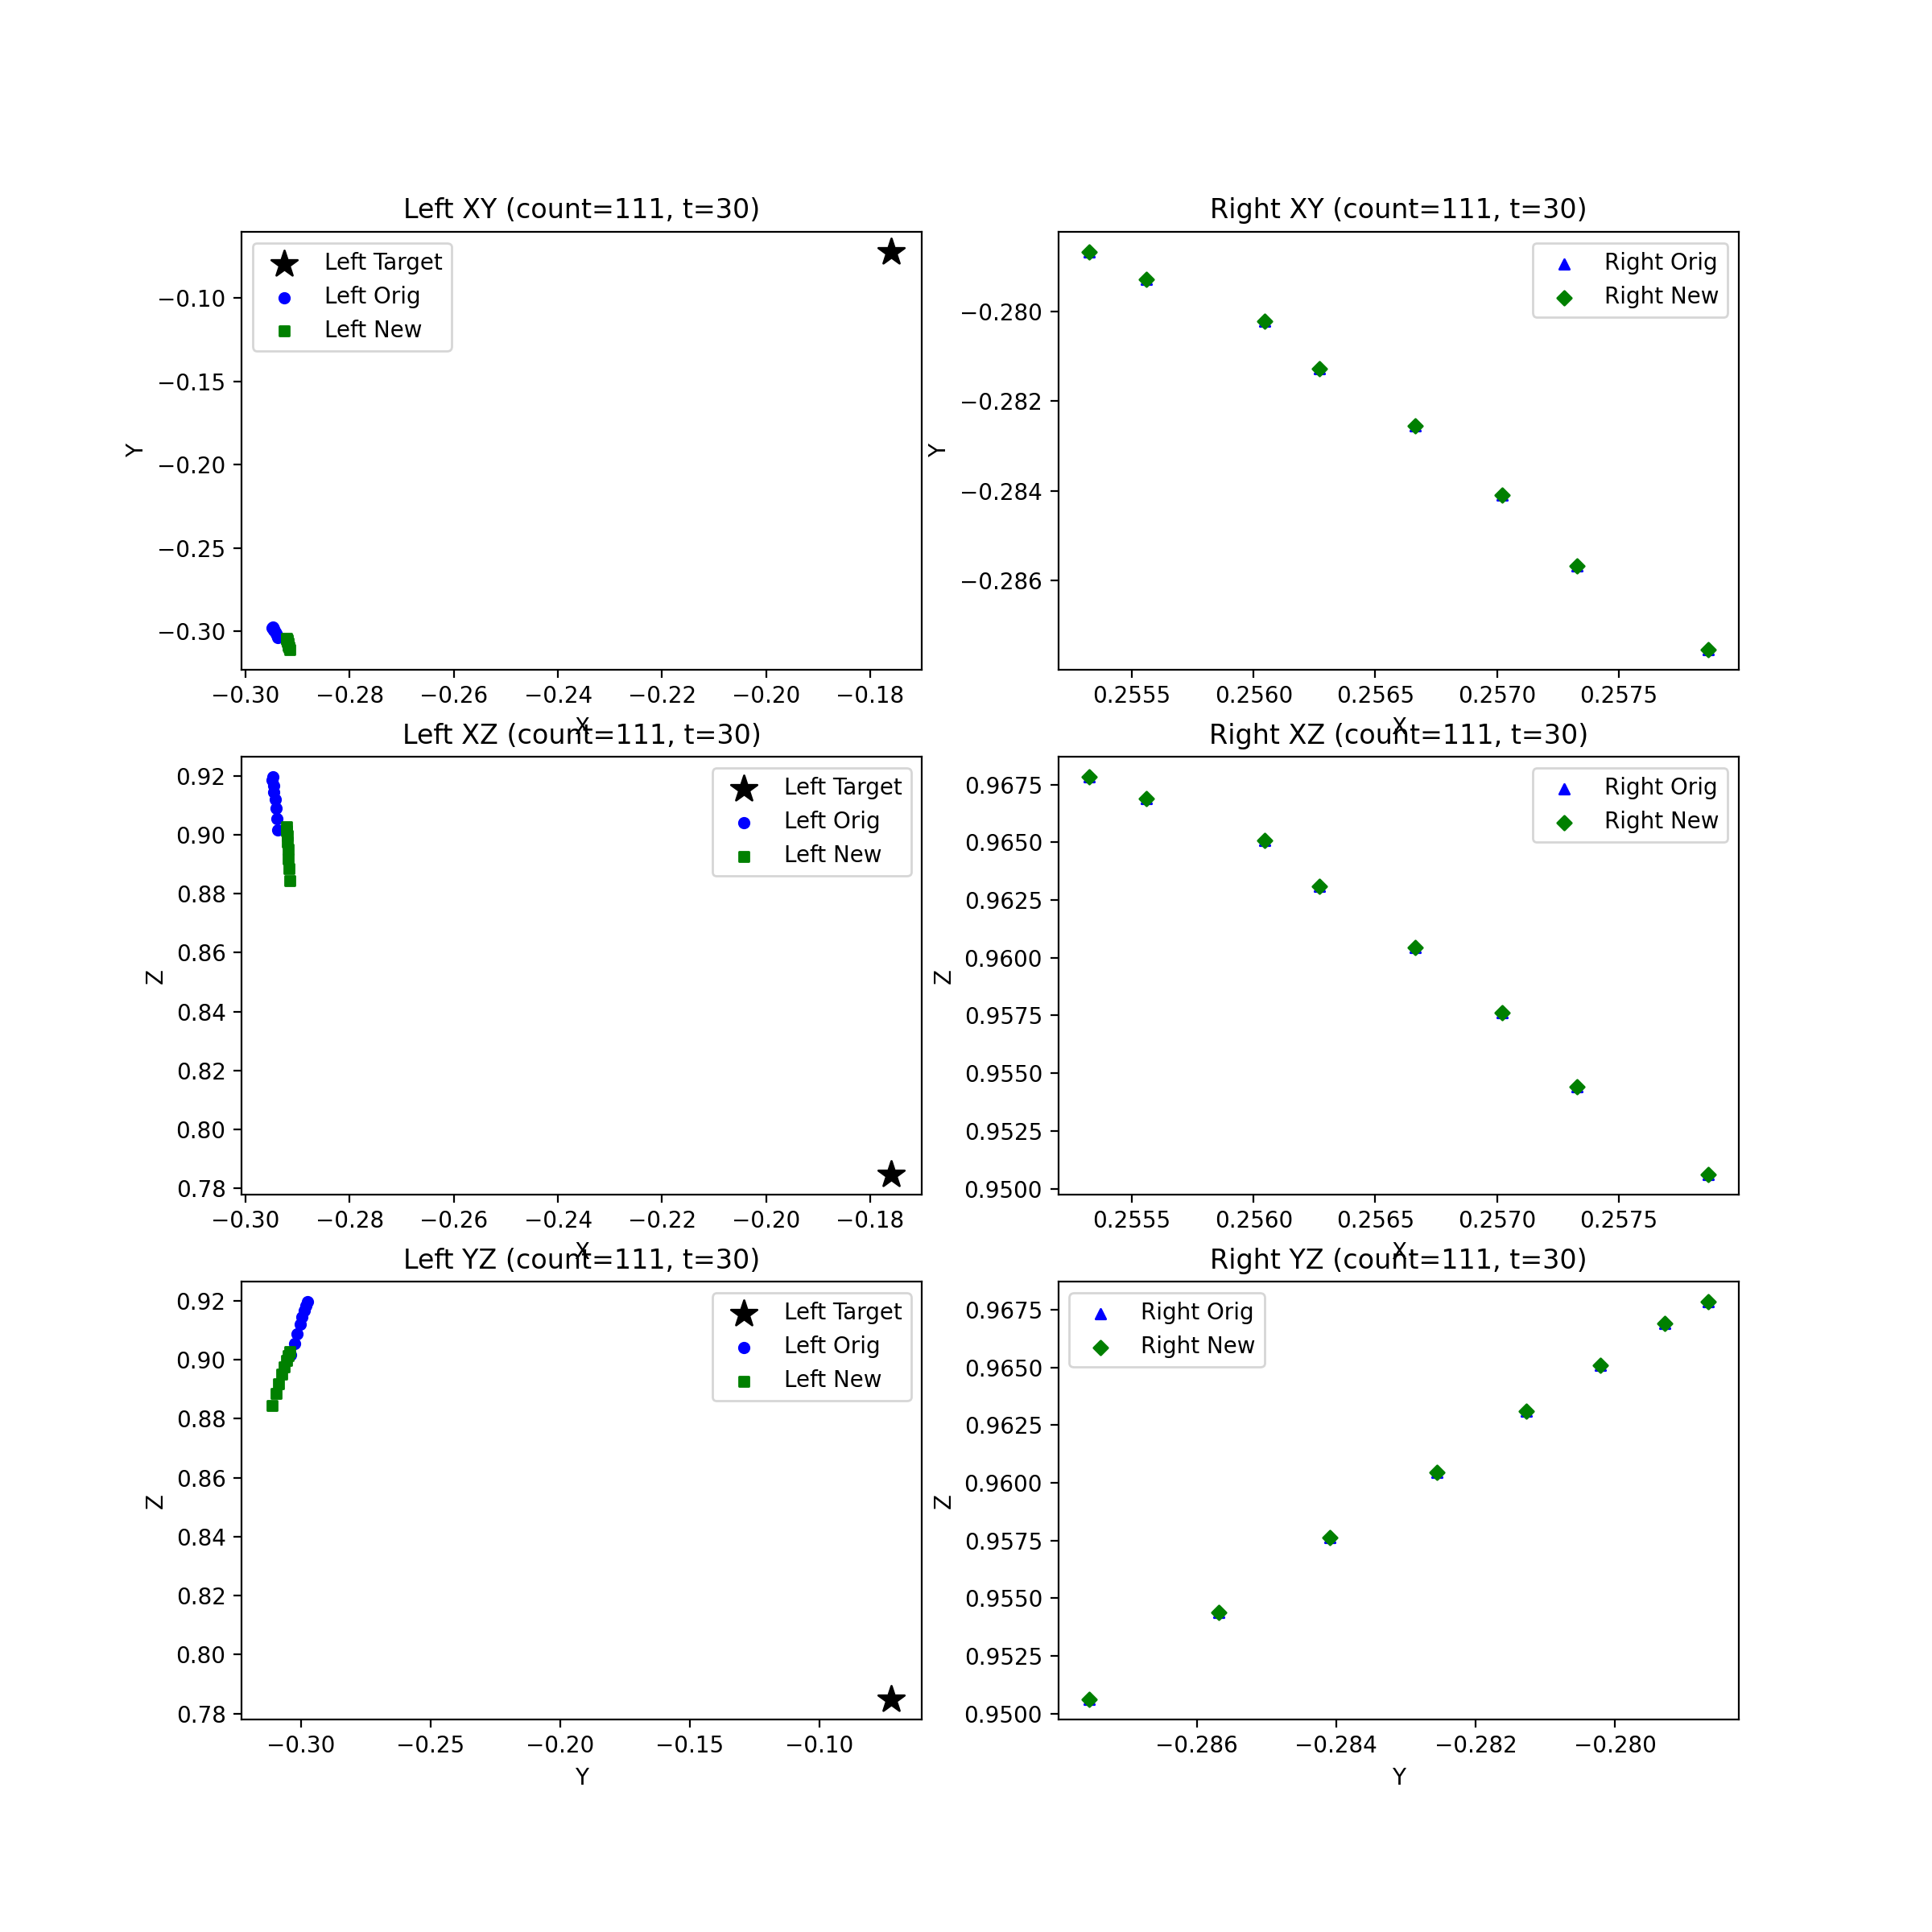 Left XY (count=111, t=30)
Left Target
Left Orig
Left New
−0.10
−0.15
−0.20
−0.25
−0.30
Y
−0.30 −0.28 −0.26 −0.24 −0.22 −0.20 −0.18
X
Right XY (count=111, t=30)
Right Orig
Right New
−0.280
−0.282
−0.284
−0.286
Y
0.2555 0.2560 0.2565 0.2570 0.2575
X
Left XZ (count=111, t=30)
Left Target
Left Orig
Left New
0.92
0.90
0.88
0.86
0.84
0.82
0.80
0.78
Z
−0.30 −0.28 −0.26 −0.24 −0.22 −0.20 −0.18
X
Right XZ (count=111, t=30)
Right Orig
Right New
0.9675
0.9650
0.9625
0.9600
0.9575
0.9550
0.9525
0.9500
Z
0.2555 0.2560 0.2565 0.2570 0.2575
X
Left YZ (count=111, t=30)
Left Target
Left Orig
Left New
0.92
0.90
0.88
0.86
0.84
0.82
0.80
0.78
Z
−0.30 −0.25 −0.20 −0.15 −0.10
Y
Right YZ (count=111, t=30)
Right Orig
Right New
0.9675
0.9650
0.9625
0.9600
0.9575
0.9550
0.9525
0.9500
Z
−0.286 −0.284 −0.282 −0.280
Y